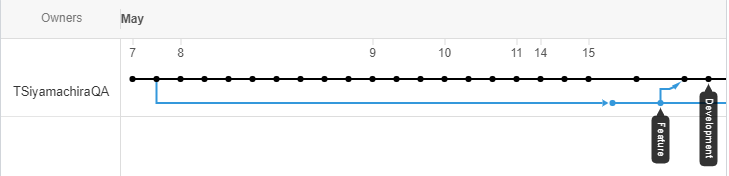 Owners May
7 8 9 10 11 14 15
TSiyamachiraQA
Feature
Development